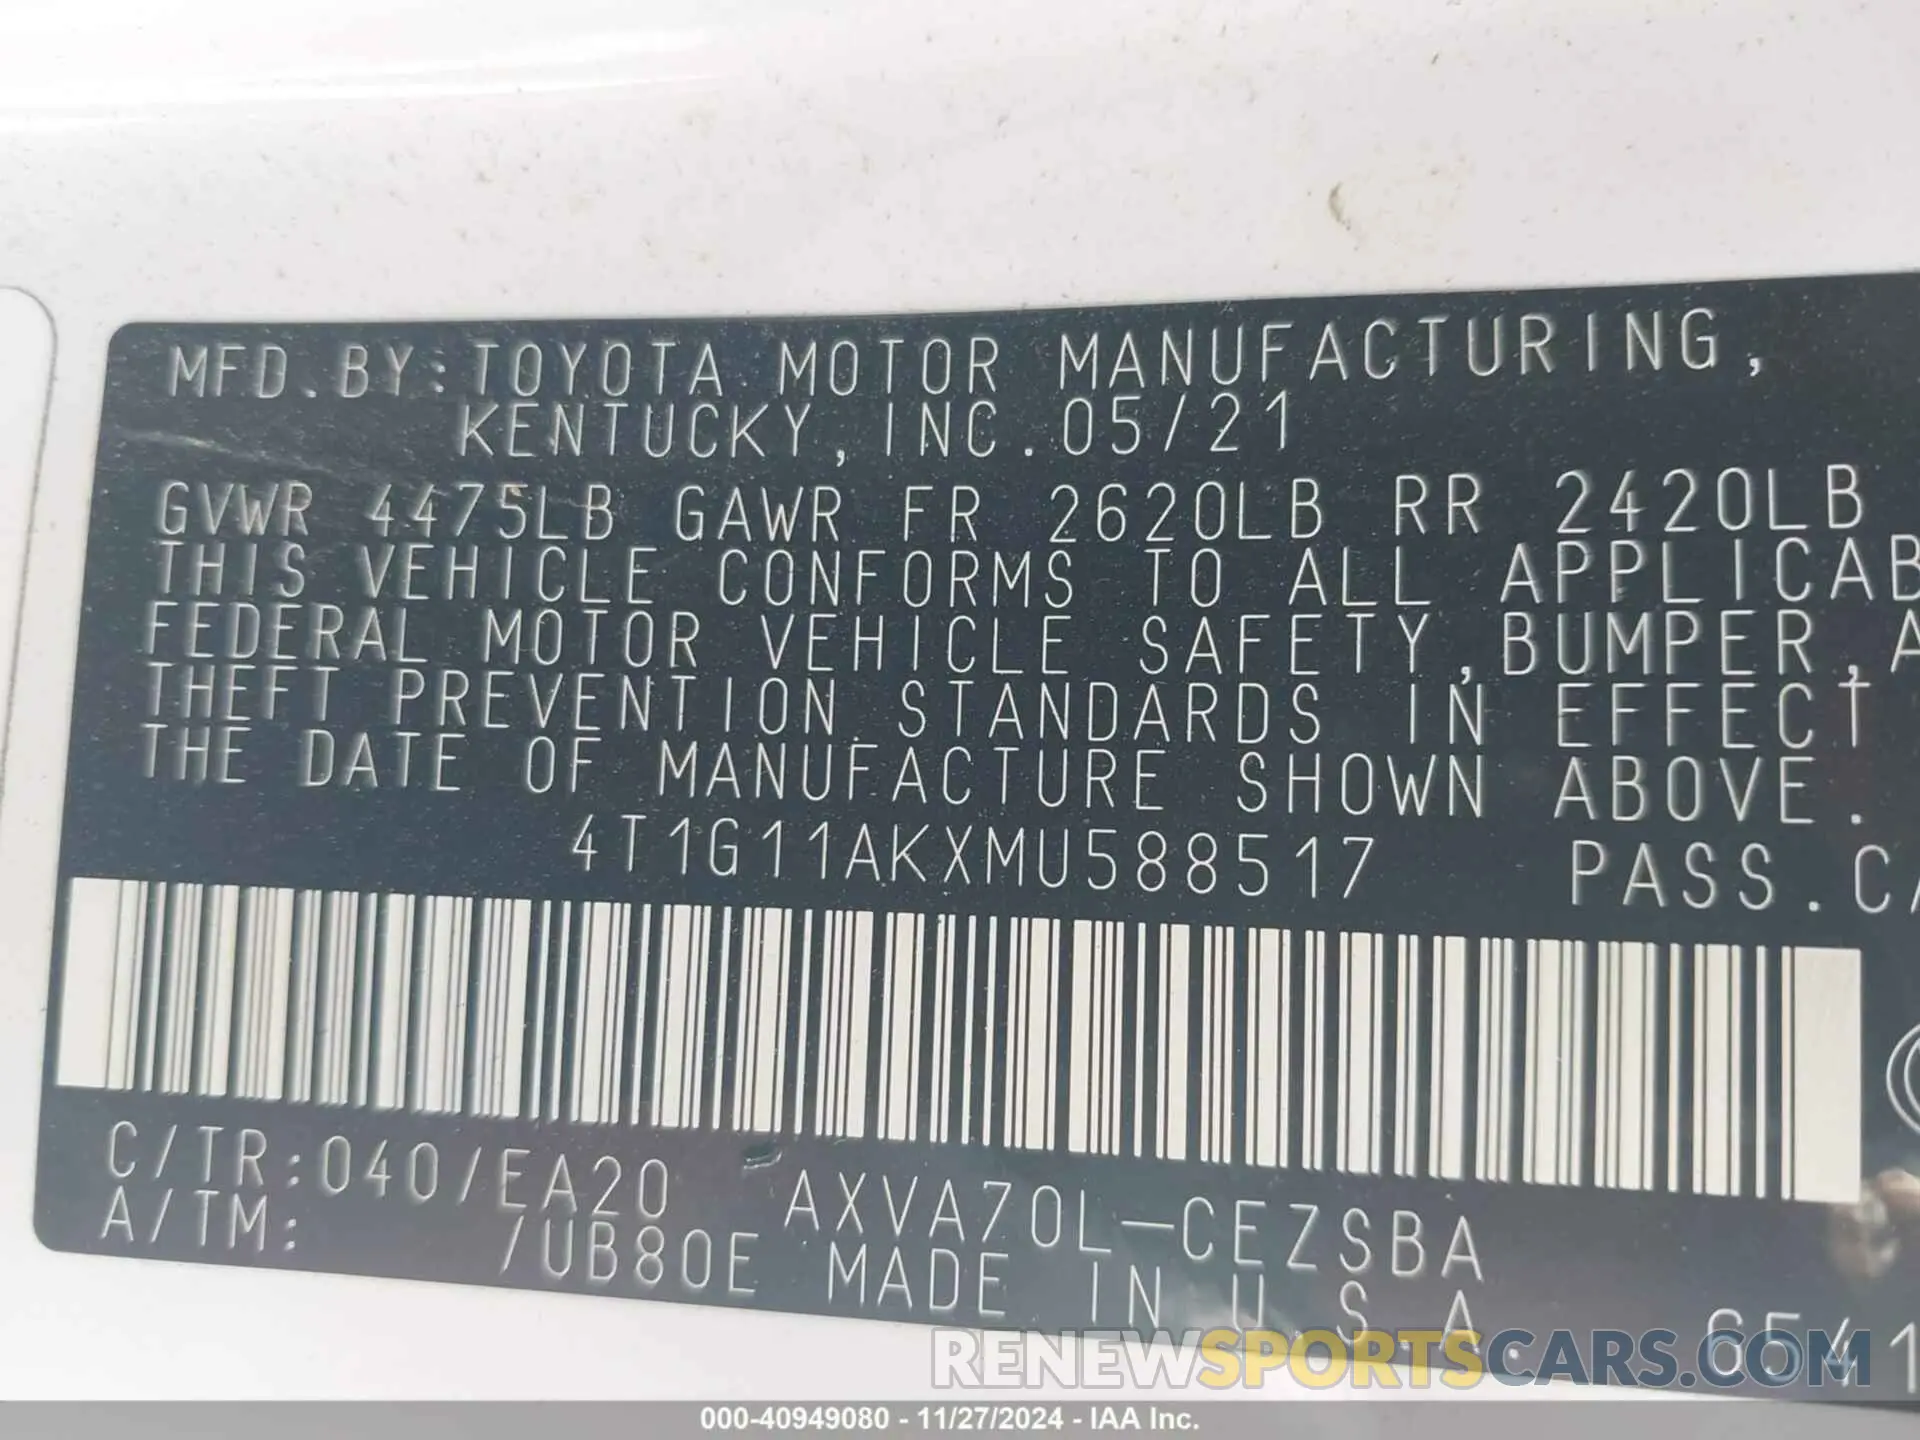 MFD.BY:TOYOTA MOTOR MANUFACTURING,
KENTUCKY,INC.05/21
GVWR 4475LB GAWR FR 2620LB RR 2420LB
THIS VEHICLE CONFORMS TO ALL APPLICAB
FEDERAL MOTOR VEHICLE SAFETY,BUMPER,A
THEFT PREVENTION STANDARDS IN EFFECT
THE DATE OF MANUFACTURE SHOWN ABOVE.
4T1G11AKXMU588517 PASS.CA
C/TR:040/EA20 AXVA70L-CEZSBA
A/TM: /UB80E MADE IN U.S.A.
6541
RENEWSPORTSCARS.COM
000-40949080 - 11/27/2024 - IAA Inc.